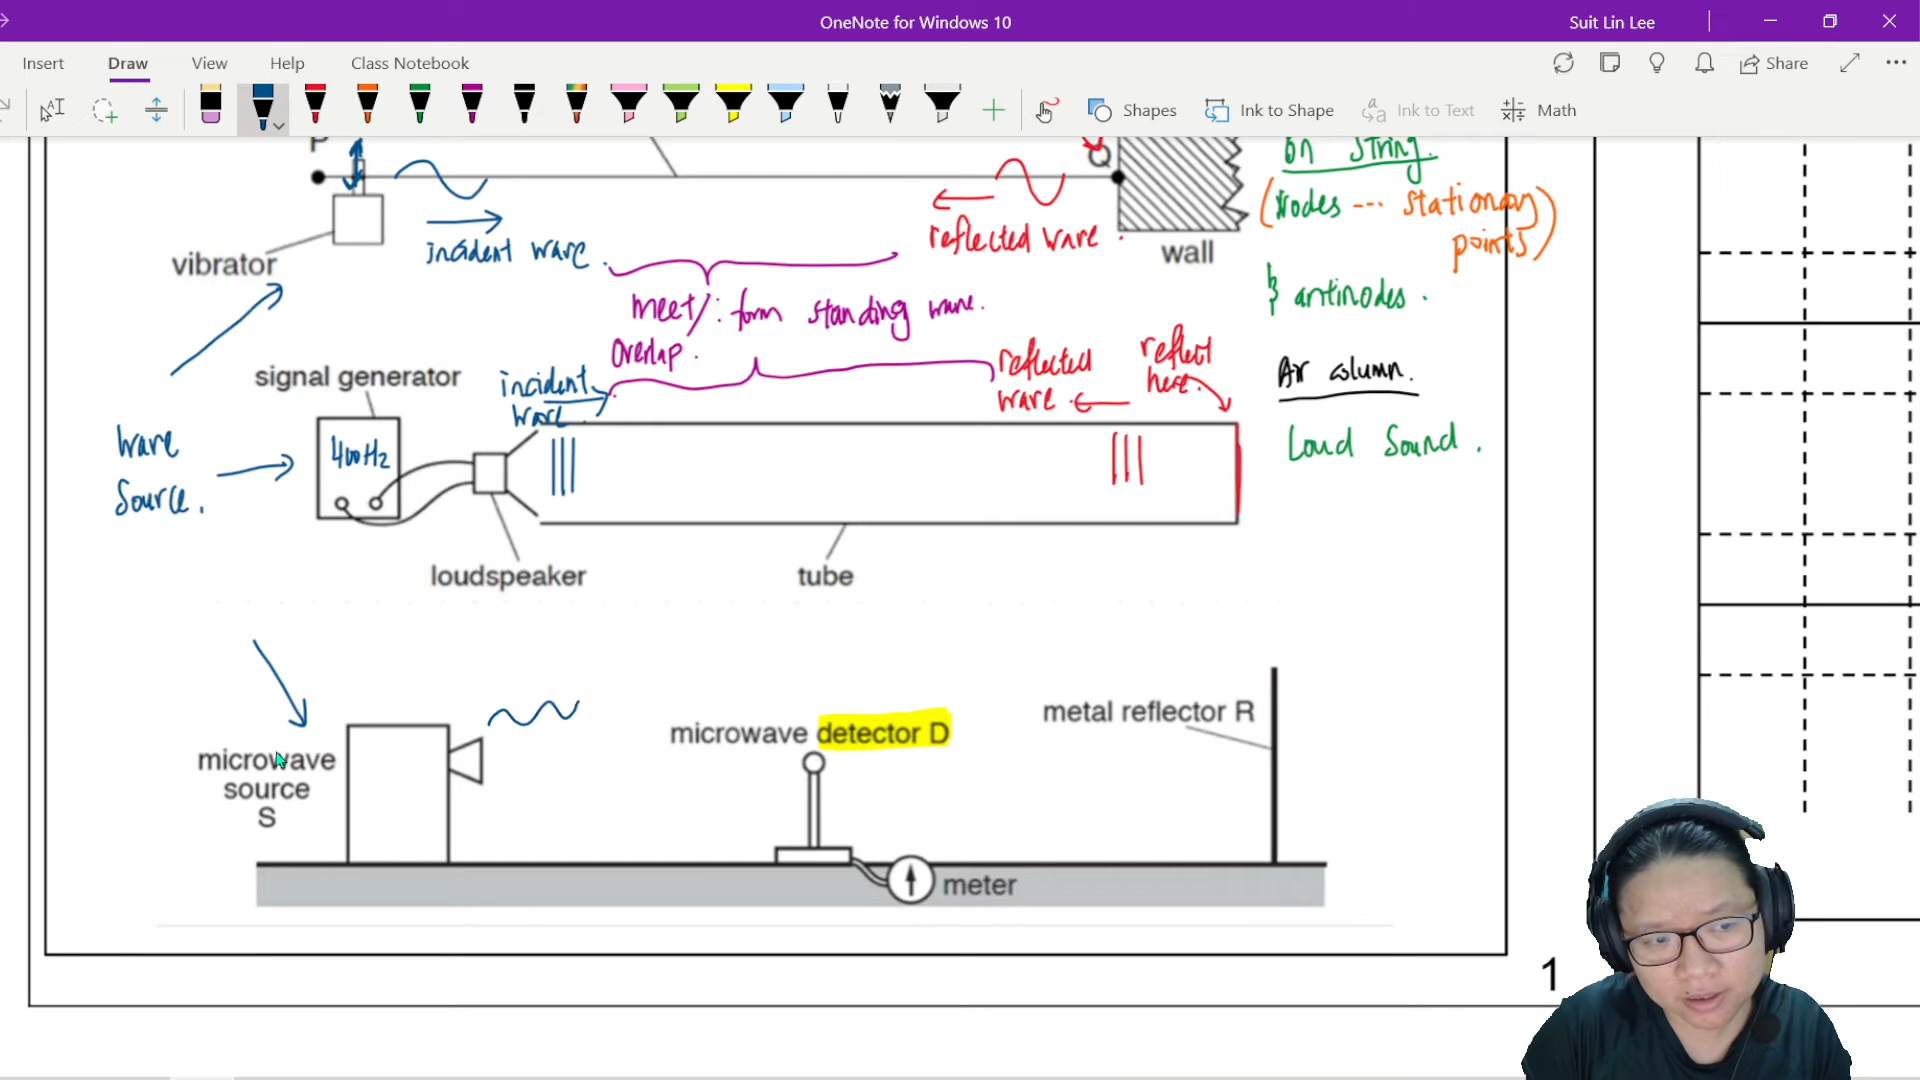 OneNote for Windows 10
Suit Lin Lee
Insert
Draw
View
Help
Class Notebook
Share
Shapes
Ink to Shape
Ink to Text
Math
P
Q
on string.
(Nodes --- stationary
points)
& antinodes.
vibrator
incident wave.
reflected wave.
wall
meet/ : form standing wave.
overlap.
signal generator
incident
wave
reflected
wave.
reflect
here.
Air column.
Loud Sound.
Wave
Source.
400Hz
loudspeaker
tube
microwave
source
S
microwave detector D
metal reflector R
meter
1